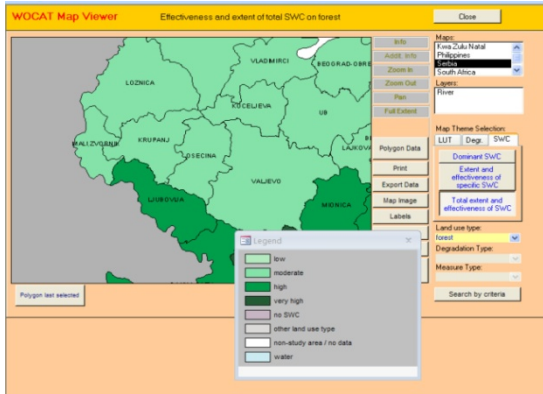 WOCAT Map Viewer
Effectiveness and extent of total SWC on forest
Close
Info
Addit. Info
Zoom In
Zoom Out
Pan
Full Extent
Polygon Data
Print
Export Data
Map Image
Labels
Maps:
Kwa Zulu Natal
Philippines
Serbia
South Africa
Layers:
River
Map Theme Selection:
LUT
Degr.
SWC
Dominant SWC
Extent and
effectiveness of
specific SWC
Total extent and
effectiveness of SWC
Land use type:
forest
Degradation Type:
Measure Type:
Search by criteria
VLADIMIRCI
BEOGRAD-OBRE
LOZNICA
KOCELJEVA
UB
MALI ZVORNIK
KRUPANJ
OSECINA
LAJKOVA
LJUBOVIJA
VALJEVO
MIONICA
Legend
low
moderate
high
very high
no SWC
other land use type
non-study area / no data
water
Polygon last selected